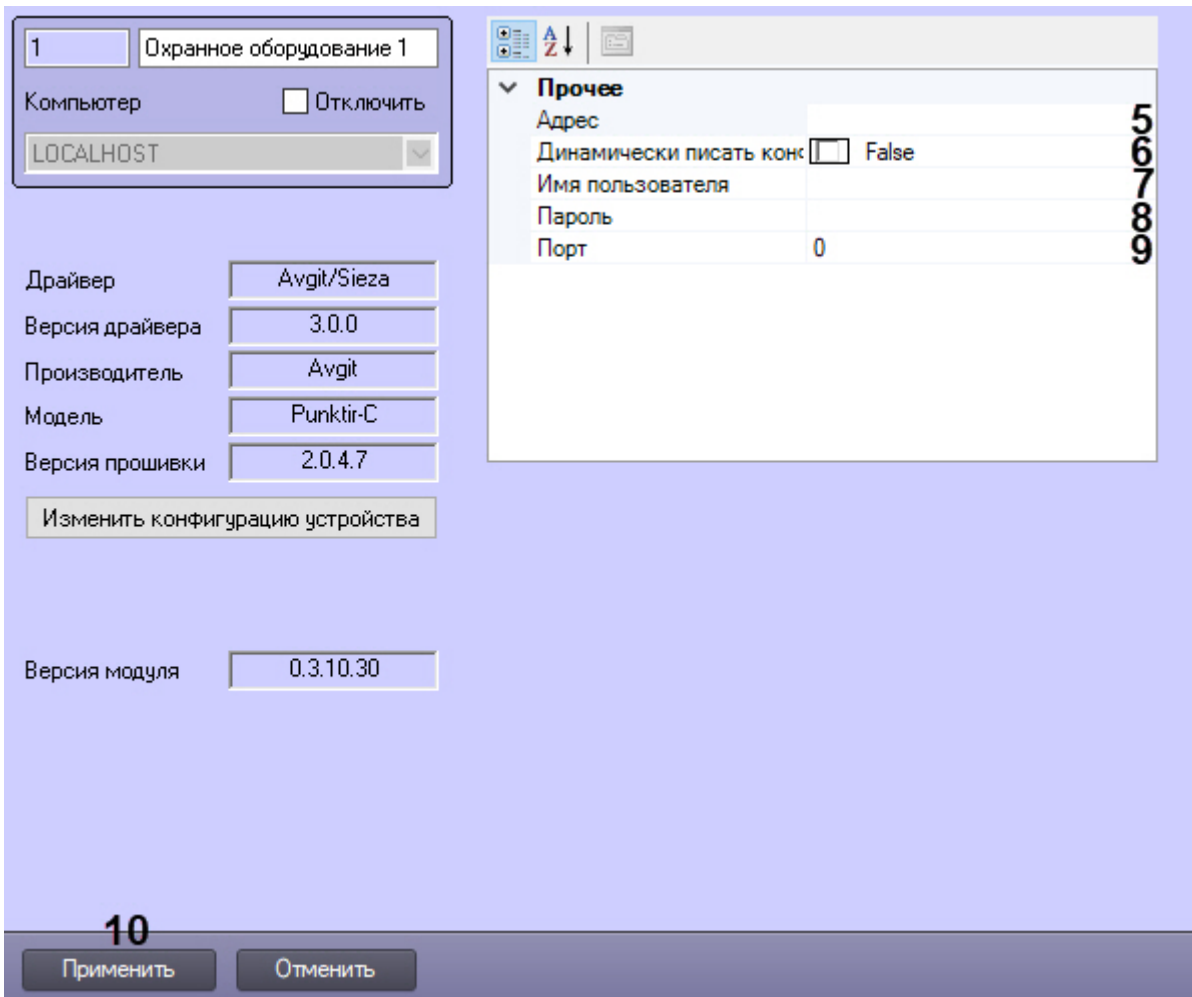 1
Охранное оборудование 1
Компьютер
Отключить
LOCALHOST
Драйвер
Avgit/Sieza
Версия драйвера
3.0.0
Производитель
Avgit
Модель
Punktir-C
Версия прошивки
2.0.4.7
Изменить конфигурацию устройства
Версия модуля
0.3.10.30
A
Z
Прочее
Адрес
5
Динамически писать кон
False
6
Имя пользователя
7
Пароль
8
Порт
0
9
10
Применить
Отменить